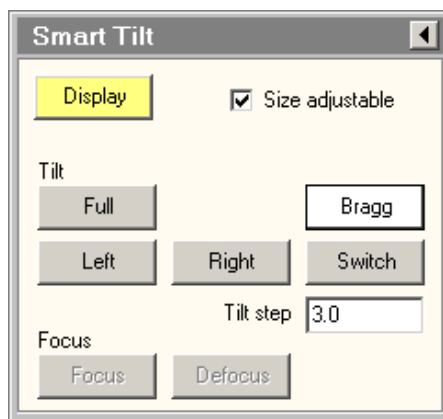 Smart Tilt
Display
Size adjustable
Tilt
Full
Bragg
Left
Right
Switch
Tilt step 3.0
Focus
Focus
Defocus